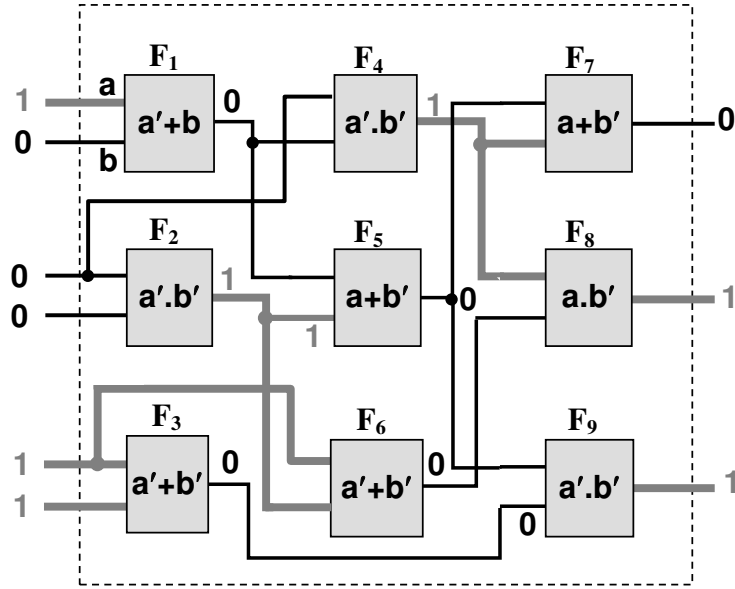 F₁ F₄ F₇
1 a 0 1 0
a′+b a′.b′ a+b′
0 b
F₂ F₅ F₈
0 1
a′.b′ a+b′ a.b′
0 1 0 1
F₃ F₆ F₉
1 0 0
a′+b′ a′+b′ a′.b′ 1
1 0